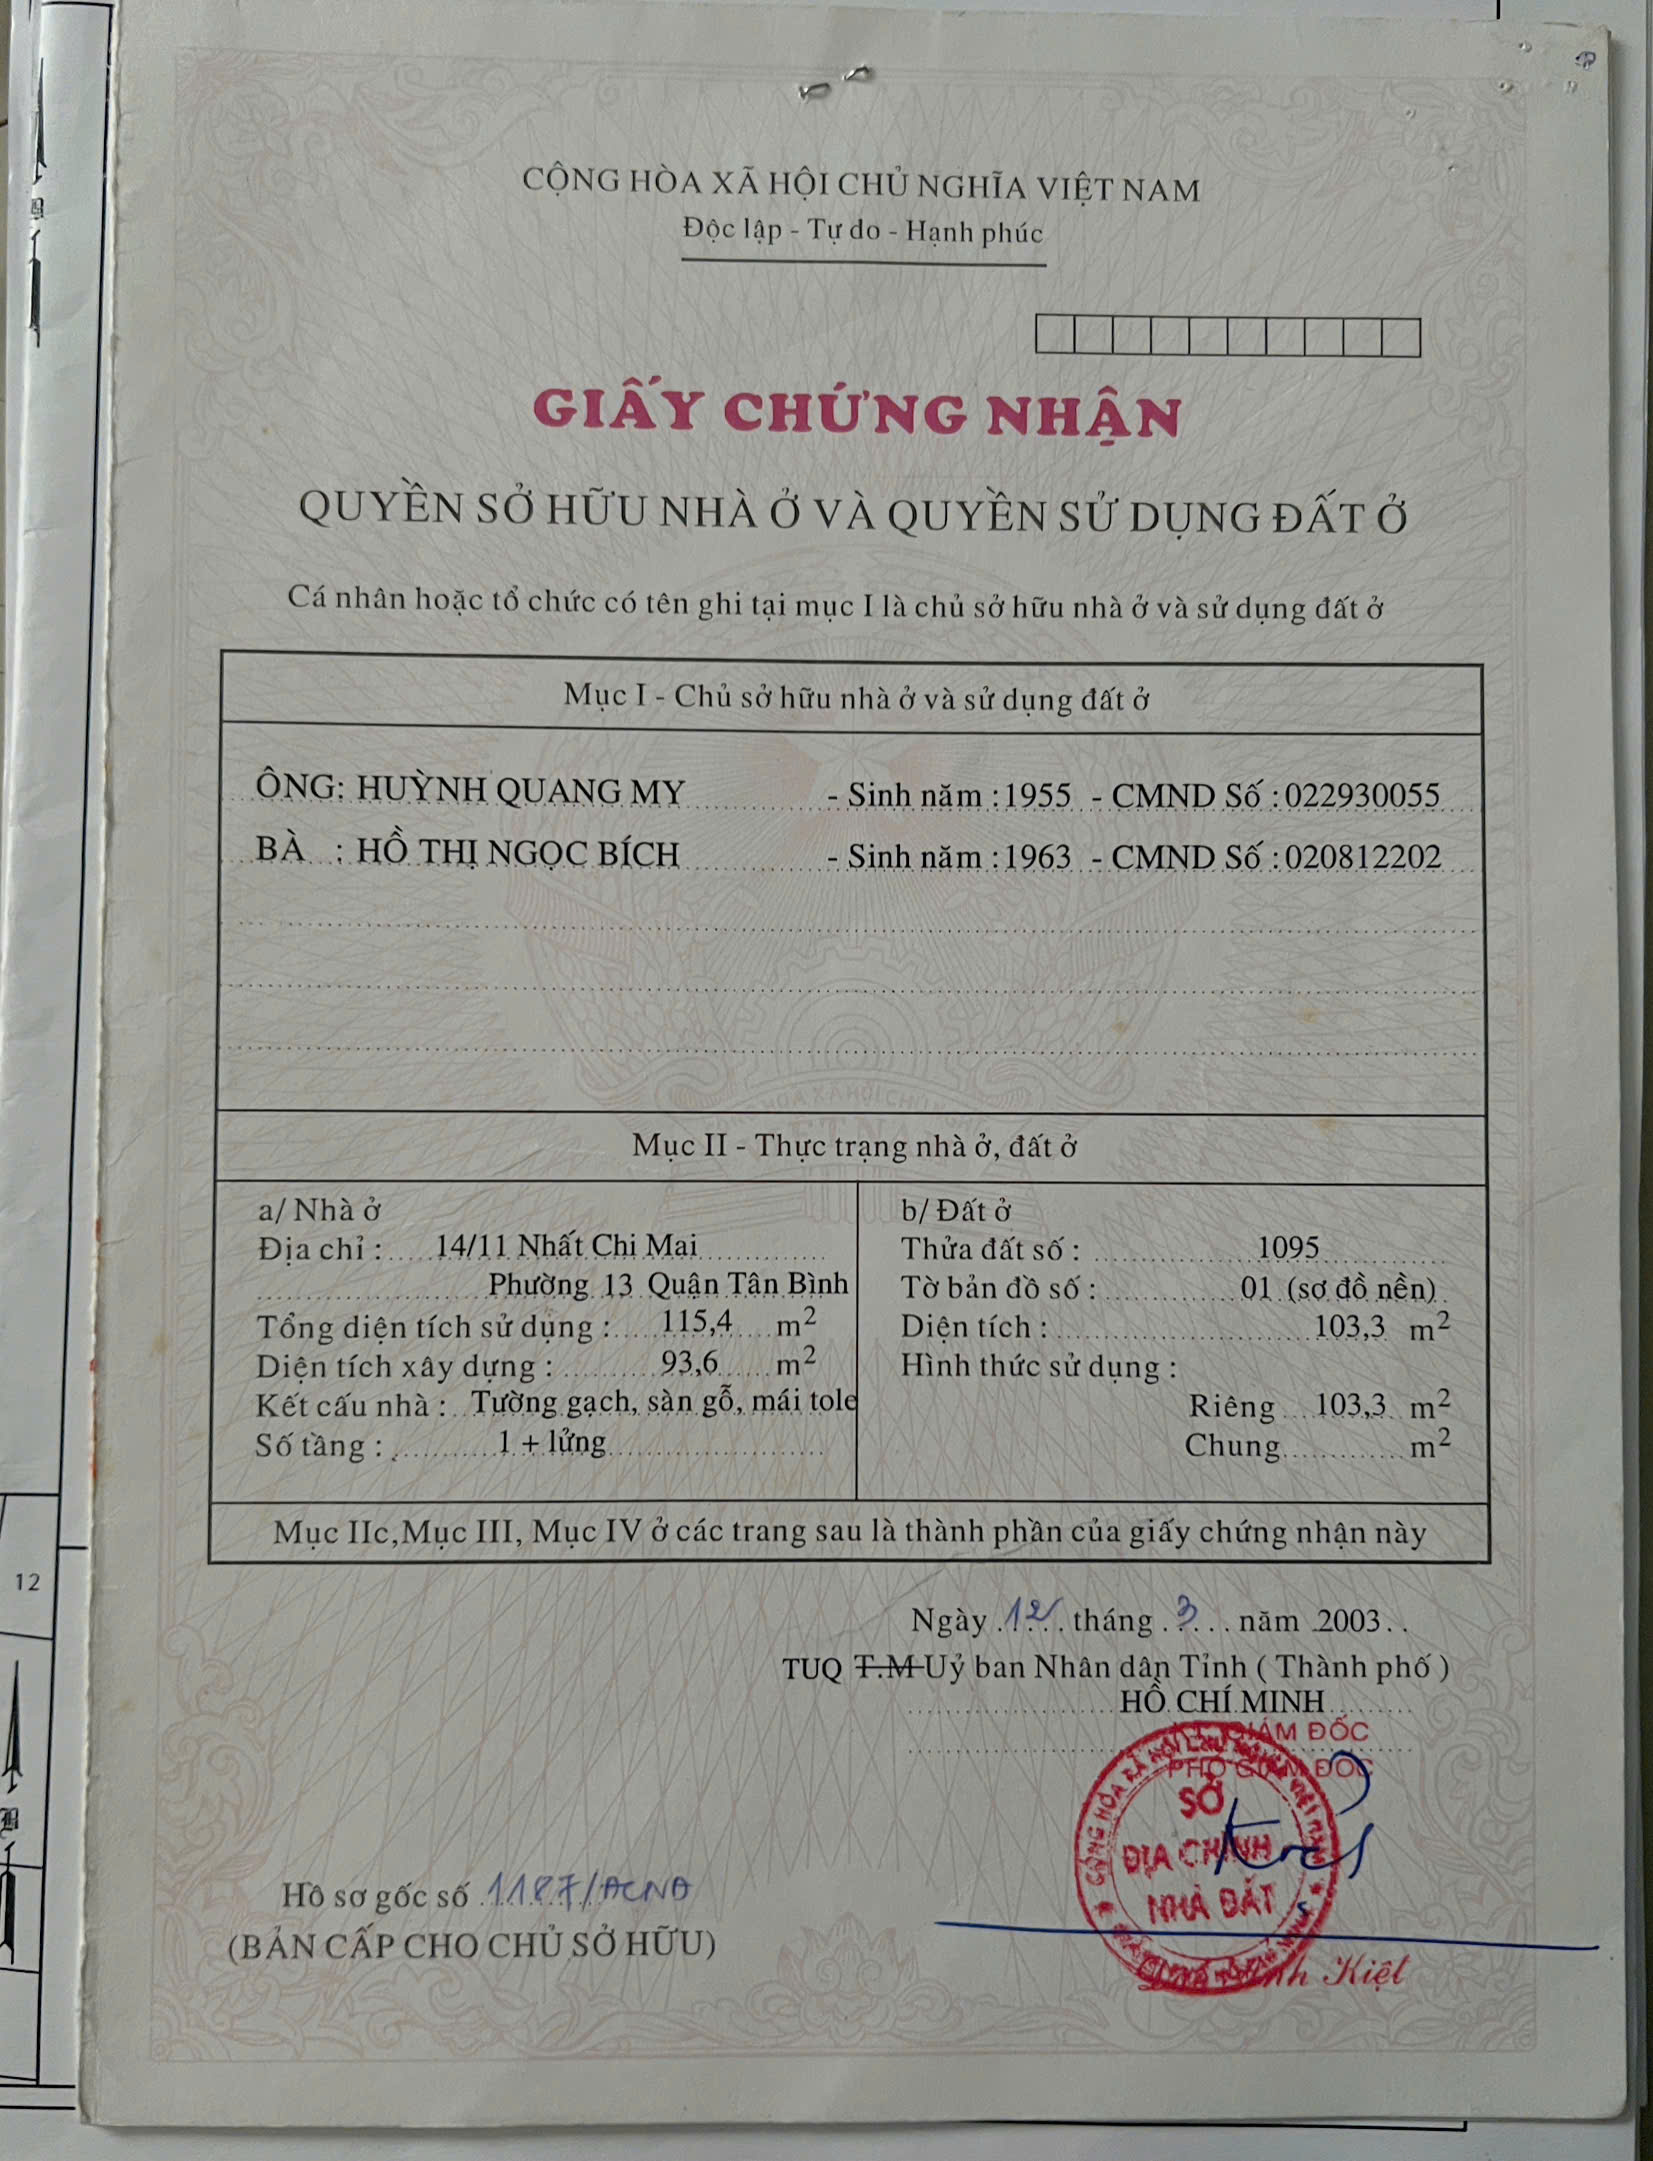 CỘNG HÒA XÃ HỘI CHỦ NGHĨA VIỆT NAM
Độc lập - Tự do - Hạnh phúc
GIẤY CHỨNG NHẬN
QUYỀN SỞ HỮU NHÀ Ở VÀ QUYỀN SỬ DỤNG ĐẤT Ở
Cá nhân hoặc tổ chức có tên ghi tại mục I là chủ sở hữu nhà ở và sử dụng đất ở
Mục I - Chủ sở hữu nhà ở và sử dụng đất ở
ÔNG: HUỲNH QUANG MY - Sinh năm : 1955 - CMND Số : 022930055
BÀ : HỒ THỊ NGỌC BÍCH - Sinh năm : 1963 - CMND Số : 020812202
Mục II - Thực trạng nhà ở, đất ở
a/ Nhà ở
Địa chỉ : 14/11 Nhất Chi Mai
Phường 13 Quận Tân Bình
Tổng diện tích sử dụng : 115,4 m2
Diện tích xây dựng : 93,6 m2
Kết cấu nhà : Tường gạch, sàn gỗ, mái tole
Số tầng : 1 + lửng
b/ Đất ở
Thửa đất số : 1095
Tờ bản đồ số : 01 (sơ đồ nền)
Diện tích : 103,3 m2
Hình thức sử dụng :
Riêng 103,3 m2
Chung m2
Mục IIc, Mục III, Mục IV ở các trang sau là thành phần của giấy chứng nhận này
12
Ngày 12 tháng 3 năm 2003
TUQ T.M Uỷ ban Nhân dân Tỉnh ( Thành phố )
HỒ CHÍ MINH
GIÁM ĐỐC
PHÓ GIÁM ĐỐC
SỞ
ĐỊA CHÍNH
NHÀ ĐẤT
Kiệt
Hồ sơ gốc số 1187/
(BẢN CẤP CHO CHỦ SỞ HỮU)